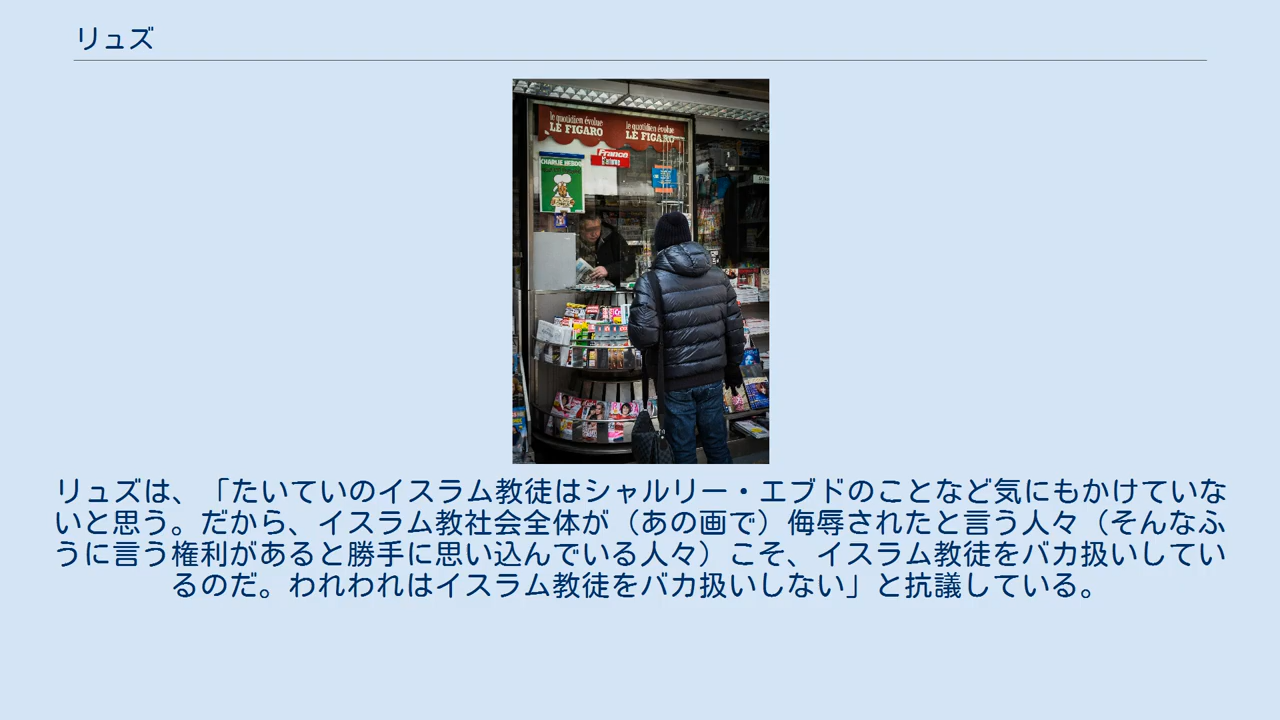 リュズ
le quotidien évolue
LE FIGARO
le quotidien évolue
LE FIGARO
France
CHARLIE HEBDO
リュズは、「たいていのイスラム教徒はシャルリー・エブドのことなど気にもかけていな
いと思う。だから、イスラム教社会全体が（あの画で）侮辱されたと言う人々（そんなふ
うに言う権利があると勝手に思い込んでいる人々）こそ、イスラム教徒をバカ扱いしてい
るのだ。われわれはイスラム教徒をバカ扱いしない」と抗議している。